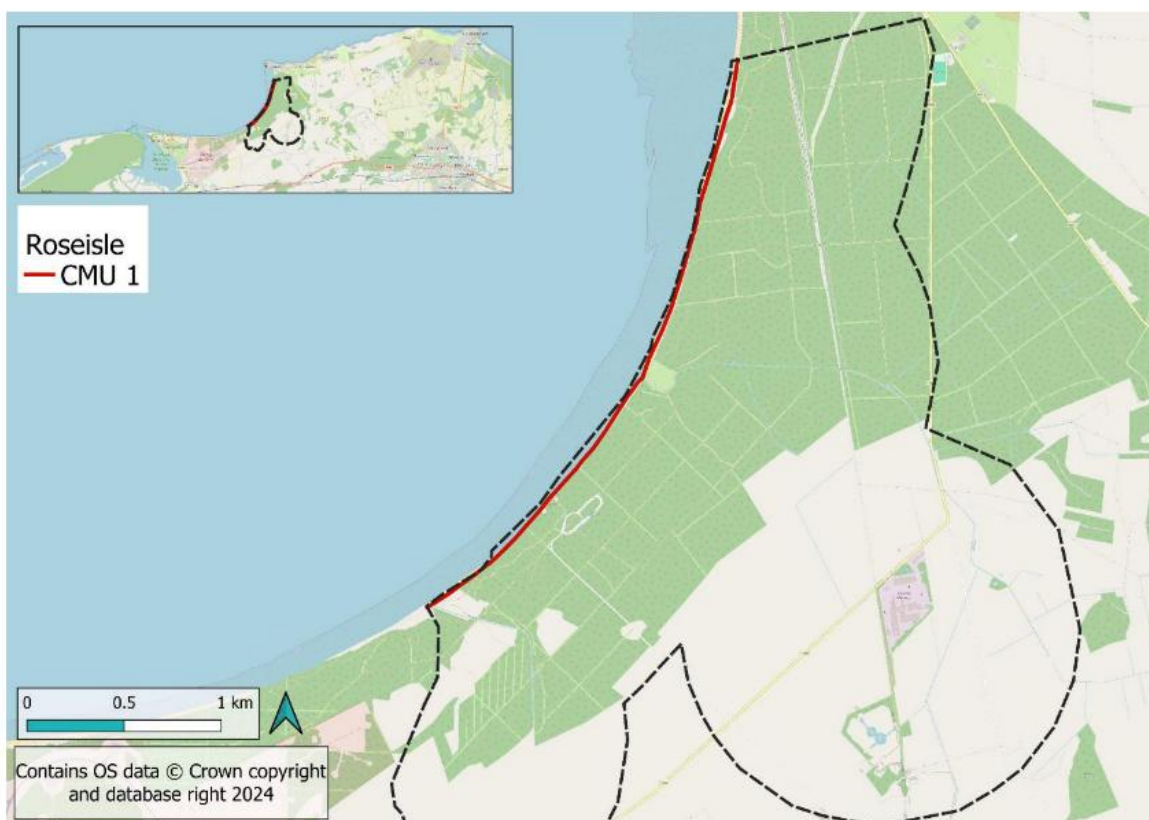 Roseisle
CMU 1
0 0.5 1 km
Contains OS data © Crown copyright
and database right 2024